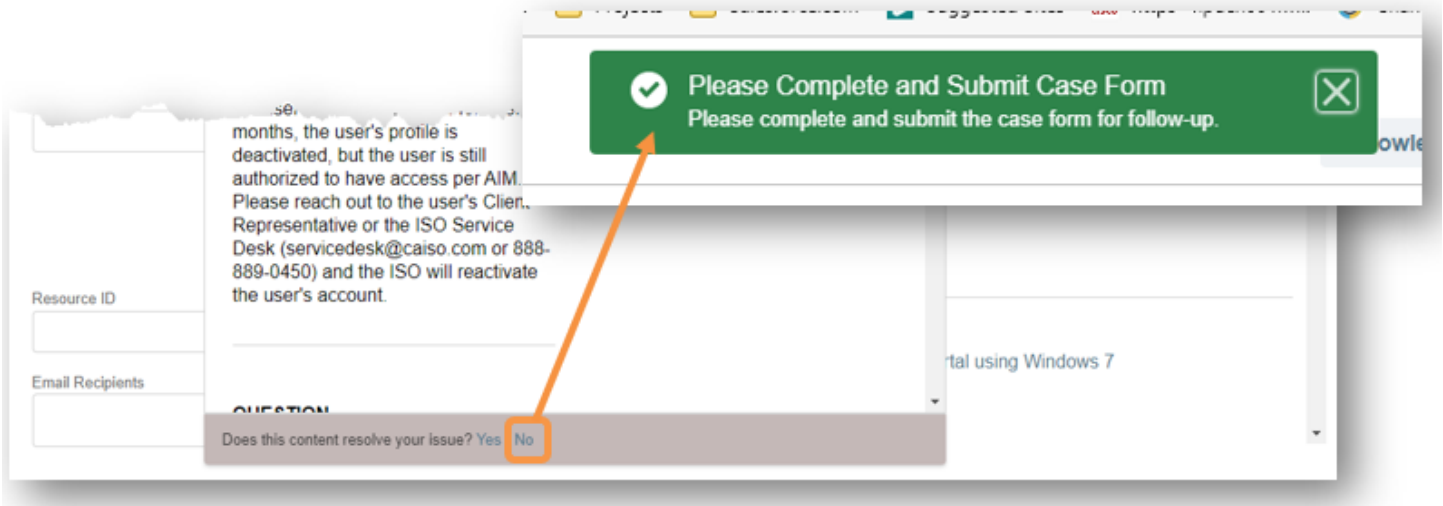 Please Complete and Submit Case Form
Please complete and submit the case form for follow-up.
months, the user's profile is
deactivated, but the user is still
authorized to have access per AIM.
Please reach out to the user's Client
Representative or the ISO Service
Desk (servicedesk@caiso.com or 888-
889-0450) and the ISO will reactivate
the user's account.
Resource ID
Email Recipients
QUESTION
Does this content resolve your issue? Yes No
rtal using Windows 7